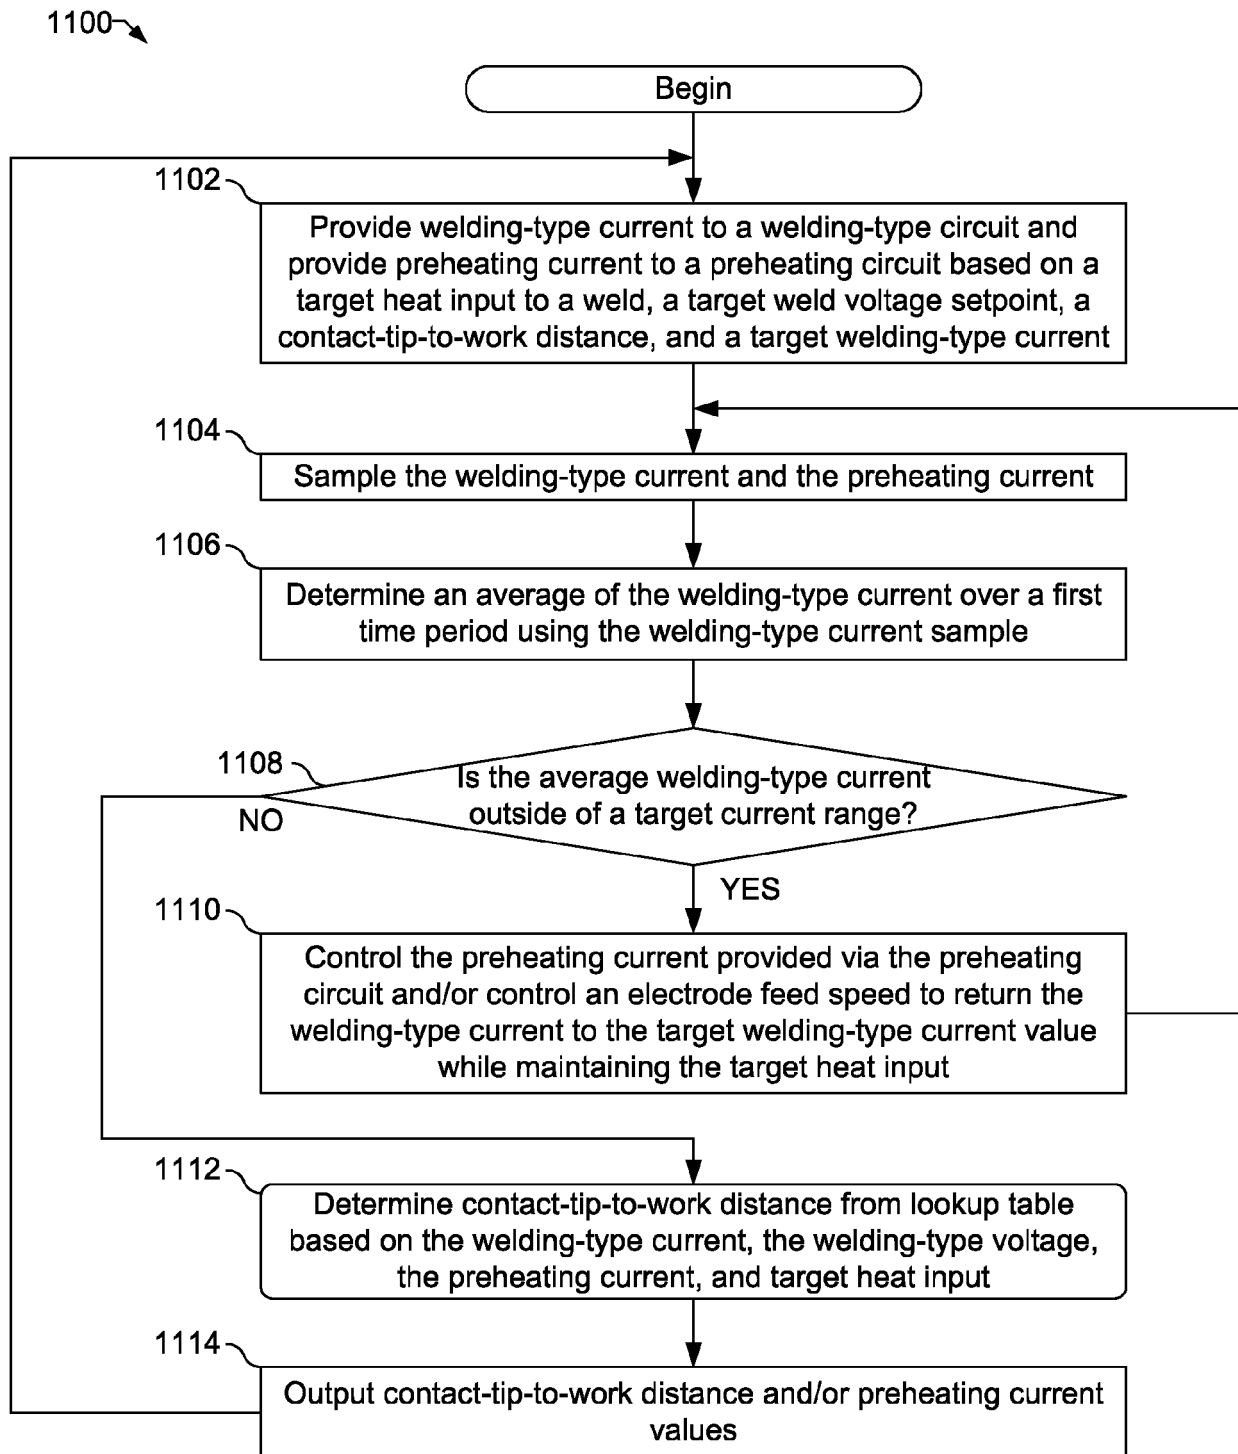 1100
Begin
1102
Provide welding-type current to a welding-type circuit and
provide preheating current to a preheating circuit based on a
target heat input to a weld, a target weld voltage setpoint, a
contact-tip-to-work distance, and a target welding-type current
1104
Sample the welding-type current and the preheating current
1106
Determine an average of the welding-type current over a first
time period using the welding-type current sample
1108
Is the average welding-type current
outside of a target current range?
NO
YES
1110
Control the preheating current provided via the preheating
circuit and/or control an electrode feed speed to return the
welding-type current to the target welding-type current value
while maintaining the target heat input
1112
Determine contact-tip-to-work distance from lookup table
based on the welding-type current, the welding-type voltage,
the preheating current, and target heat input
1114
Output contact-tip-to-work distance and/or preheating current
values